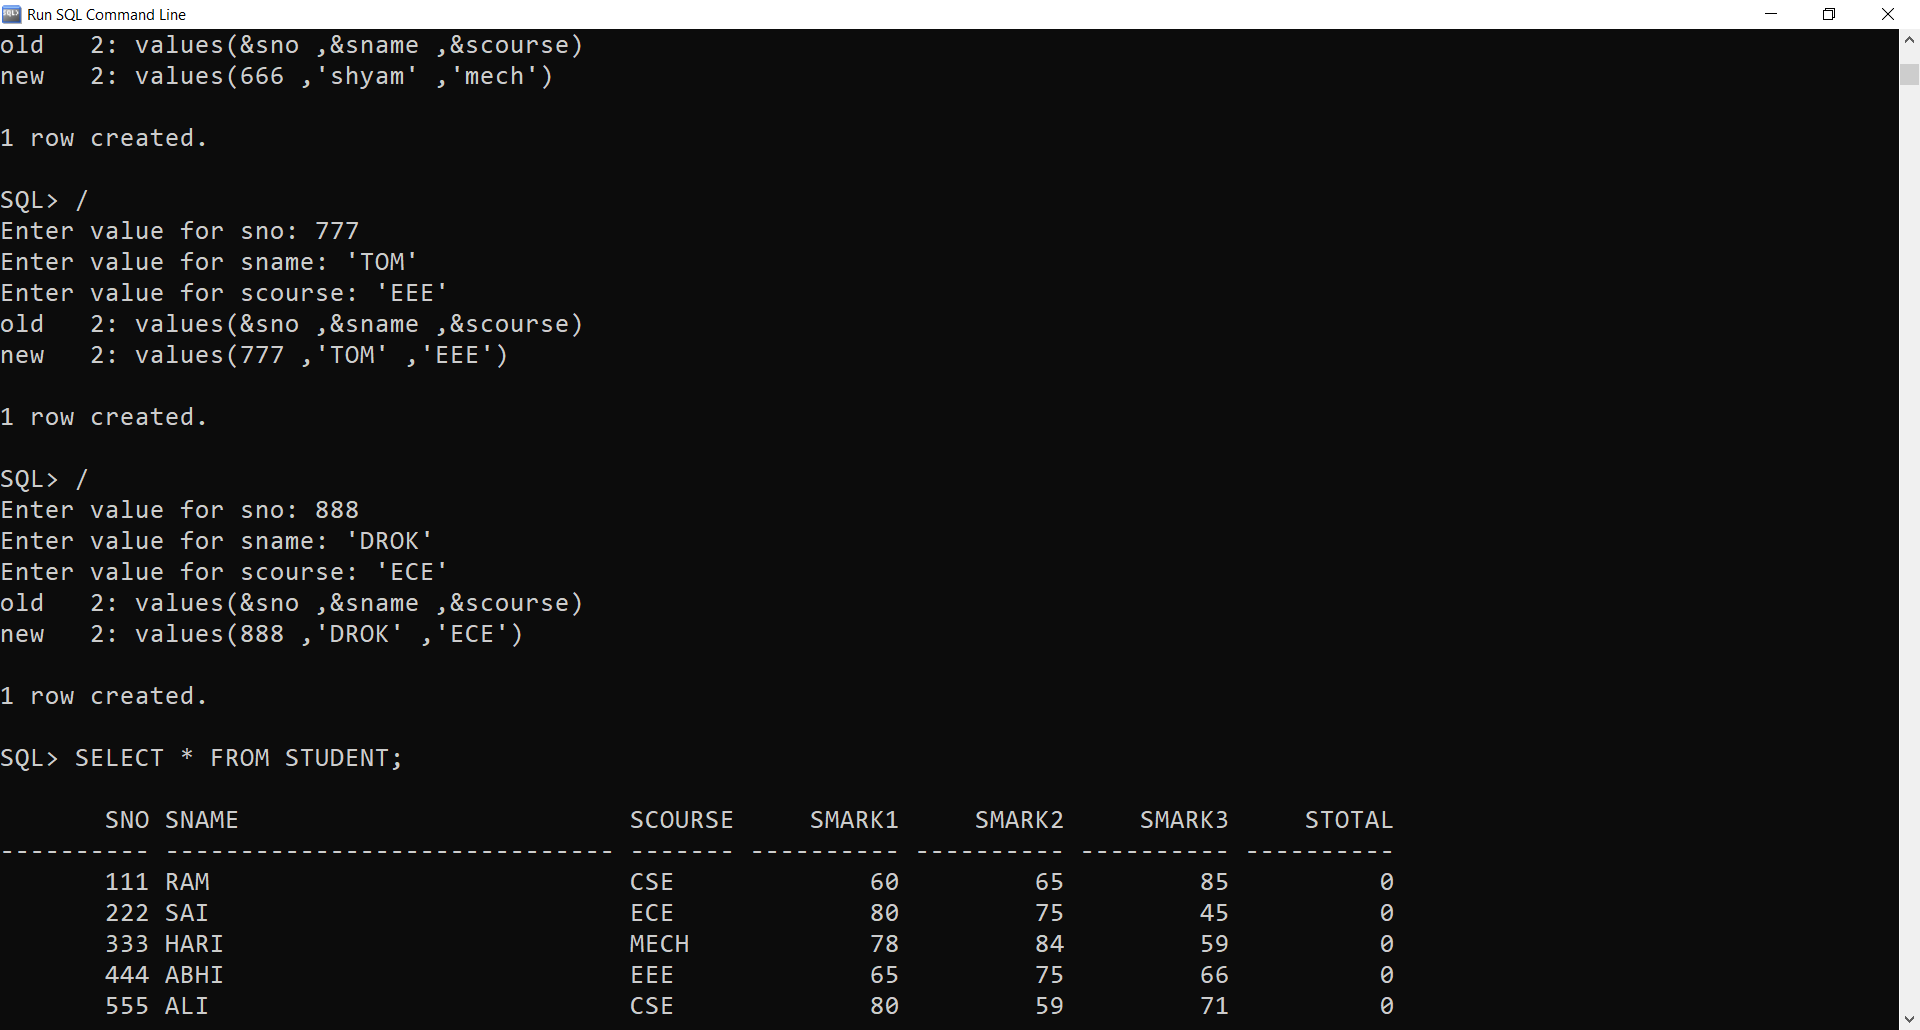 Run SQL Command Line
old   2: values(&sno ,&sname ,&scourse)
new   2: values(666 ,'shyam' ,'mech')
1 row created.
SQL> /
Enter value for sno: 777
Enter value for sname: 'TOM'
Enter value for scourse: 'EEE'
old   2: values(&sno ,&sname ,&scourse)
new   2: values(777 ,'TOM' ,'EEE')
1 row created.
SQL> /
Enter value for sno: 888
Enter value for sname: 'DROK'
Enter value for scourse: 'ECE'
old   2: values(&sno ,&sname ,&scourse)
new   2: values(888 ,'DROK' ,'ECE')
1 row created.
SQL> SELECT * FROM STUDENT;
       SNO SNAME                          SCOURSE     SMARK1     SMARK2     SMARK3     STOTAL
---------- ------------------------------ ------- ---------- ---------- ---------- ----------
       111 RAM                            CSE             60         65         85          0
       222 SAI                            ECE             80         75         45          0
       333 HARI                           MECH            78         84         59          0
       444 ABHI                           EEE             65         75         66          0
       555 ALI                            CSE             80         59         71          0